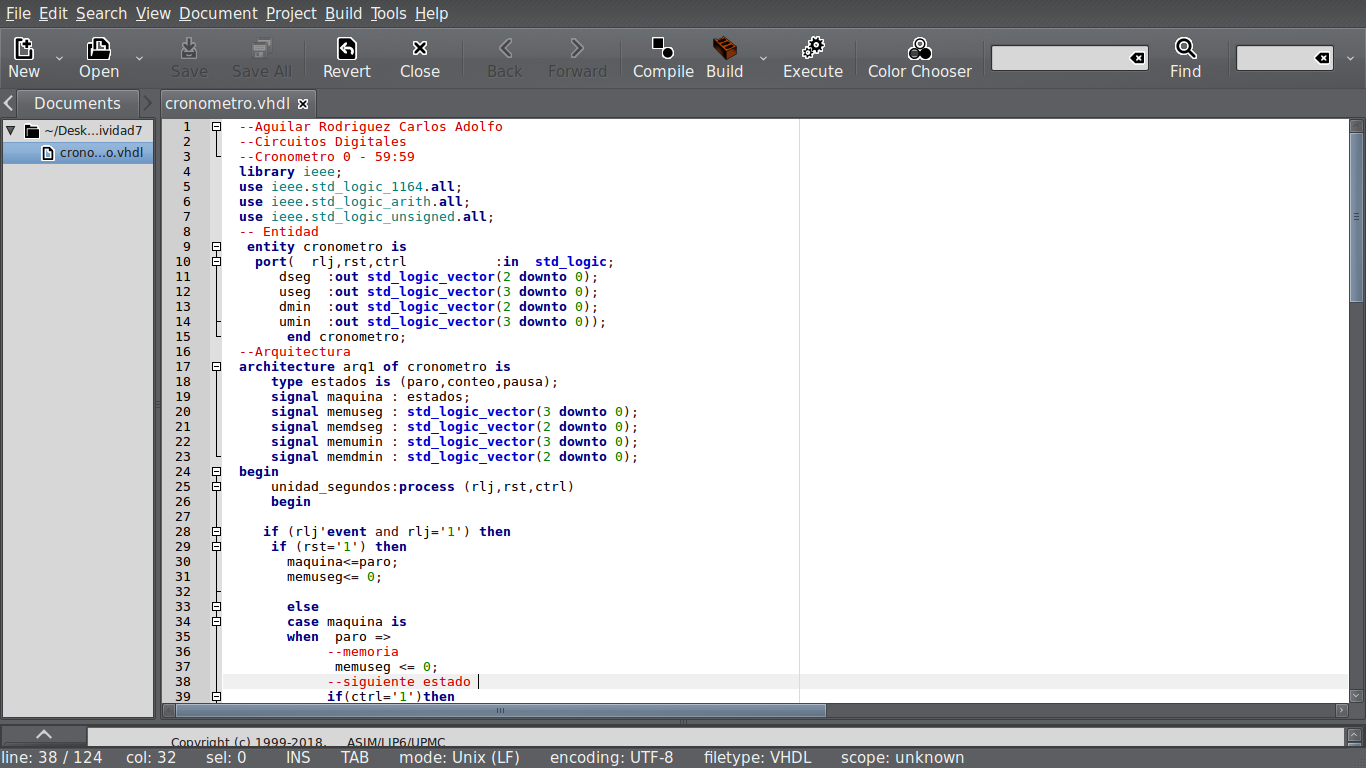 File Edit Search View Document Project Build Tools Help
New Open Save Save All Revert Close Back Forward Compile Build Execute Color Chooser Find
Documents cronometro.vhdl
~/Desk...ividad7
crono...o.vhdl
1 --Aguilar Rodriguez Carlos Adolfo
2 --Circuitos Digitales
3 --Cronometro 0 - 59:59
4 library ieee;
5 use ieee.std_logic_1164.all;
6 use ieee.std_logic_arith.all;
7 use ieee.std_logic_unsigned.all;
8 -- Entidad
9 entity cronometro is
10 port( rlj,rst,ctrl :in std_logic;
11 dseg :out std_logic_vector(2 downto 0);
12 useg :out std_logic_vector(3 downto 0);
13 dmin :out std_logic_vector(2 downto 0);
14 umin :out std_logic_vector(3 downto 0));
15 end cronometro;
16 --Arquitectura
17 architecture arq1 of cronometro is
18 type estados is (paro,conteo,pausa);
19 signal maquina : estados;
20 signal memuseg : std_logic_vector(3 downto 0);
21 signal memdseg : std_logic_vector(2 downto 0);
22 signal memumin : std_logic_vector(3 downto 0);
23 signal memdmin : std_logic_vector(2 downto 0);
24 begin
25 unidad_segundos:process (rlj,rst,ctrl)
26 begin
27
28 if (rlj'event and rlj='1') then
29 if (rst='1') then
30 maquina<=paro;
31 memuseg<= 0;
32
33 else
34 case maquina is
35 when paro =>
36 --memoria
37 memuseg <= 0;
38 --siguiente estado
39 if(ctrl='1')then
Copyright (c) 1999-2018, ASIM/LIP6/UPMC
line: 38 / 124 col: 32 sel: 0 INS TAB mode: Unix (LF) encoding: UTF-8 filetype: VHDL scope: unknown